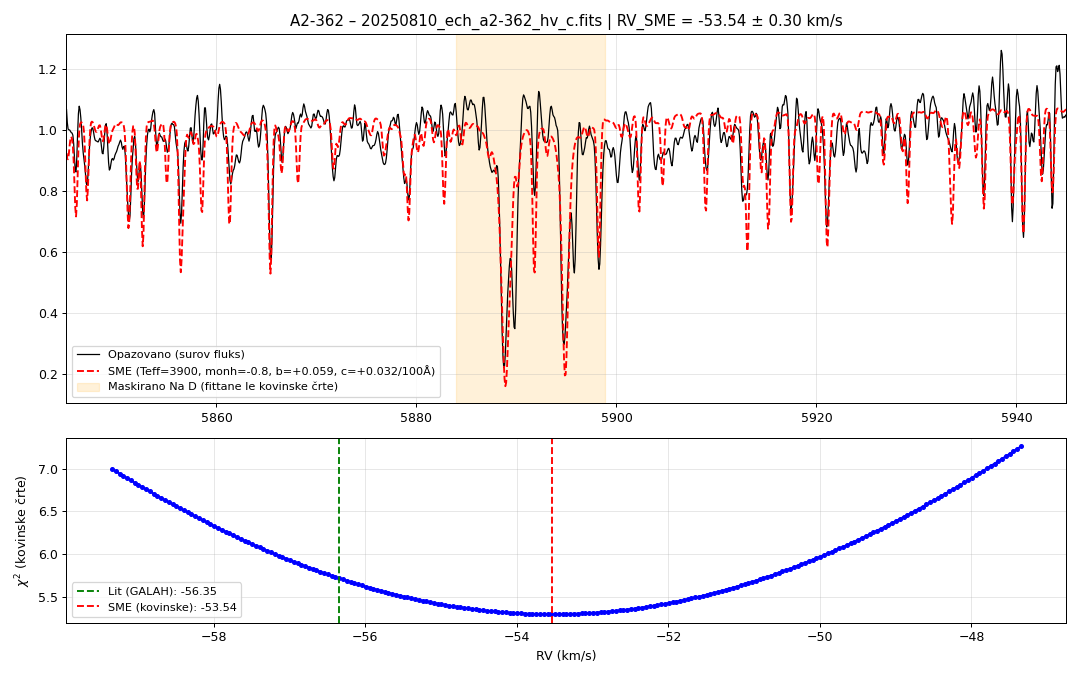 A2-362 – 20250810_ech_a2-362_hv_c.fits | RV_SME = -53.54 ± 0.30 km/s
1.2
1.0
0.8
0.6
0.4
0.2
Opazovano (surov fluks)
SME (Teff=3900, monh=-0.8, b=+0.059, c=+0.032/100Å)
Maskirano Na D (fittane le kovinske črte)
5860 5880 5900 5920 5940
χ² (kovinske črte)
7.0
6.5
6.0
5.5
Lit (GALAH): -56.35
SME (kovinske): -53.54
−58 −56 −54 −52 −50 −48
RV (km/s)